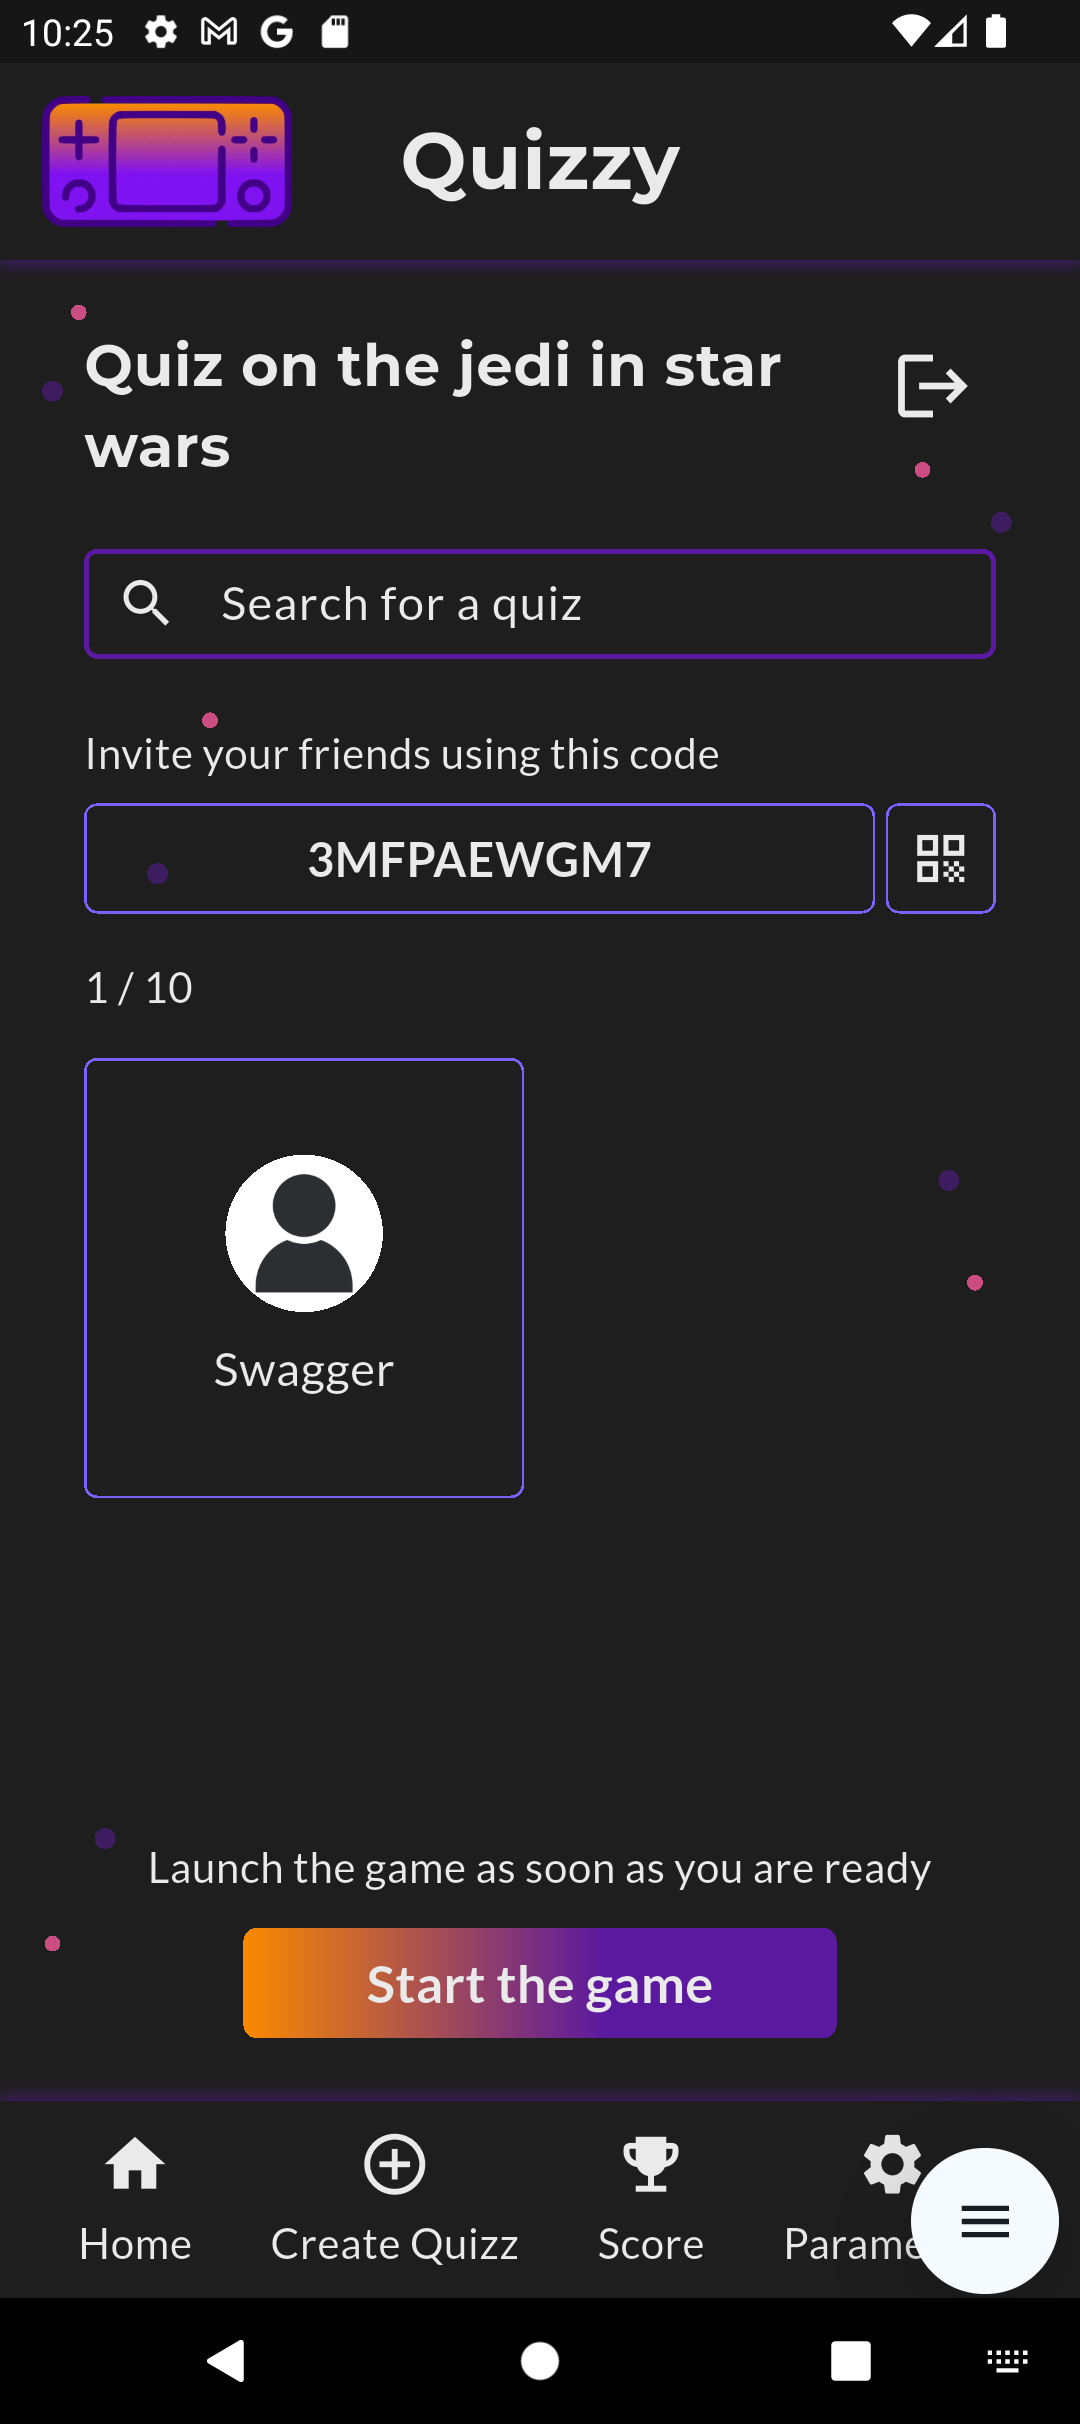 10:25
Quizzy
Quiz on the jedi in star
wars
Search for a quiz
Invite your friends using this code
3MFPAEWGM7
1 / 10
Swagger
Launch the game as soon as you are ready
Start the game
Home
Create Quizz
Score